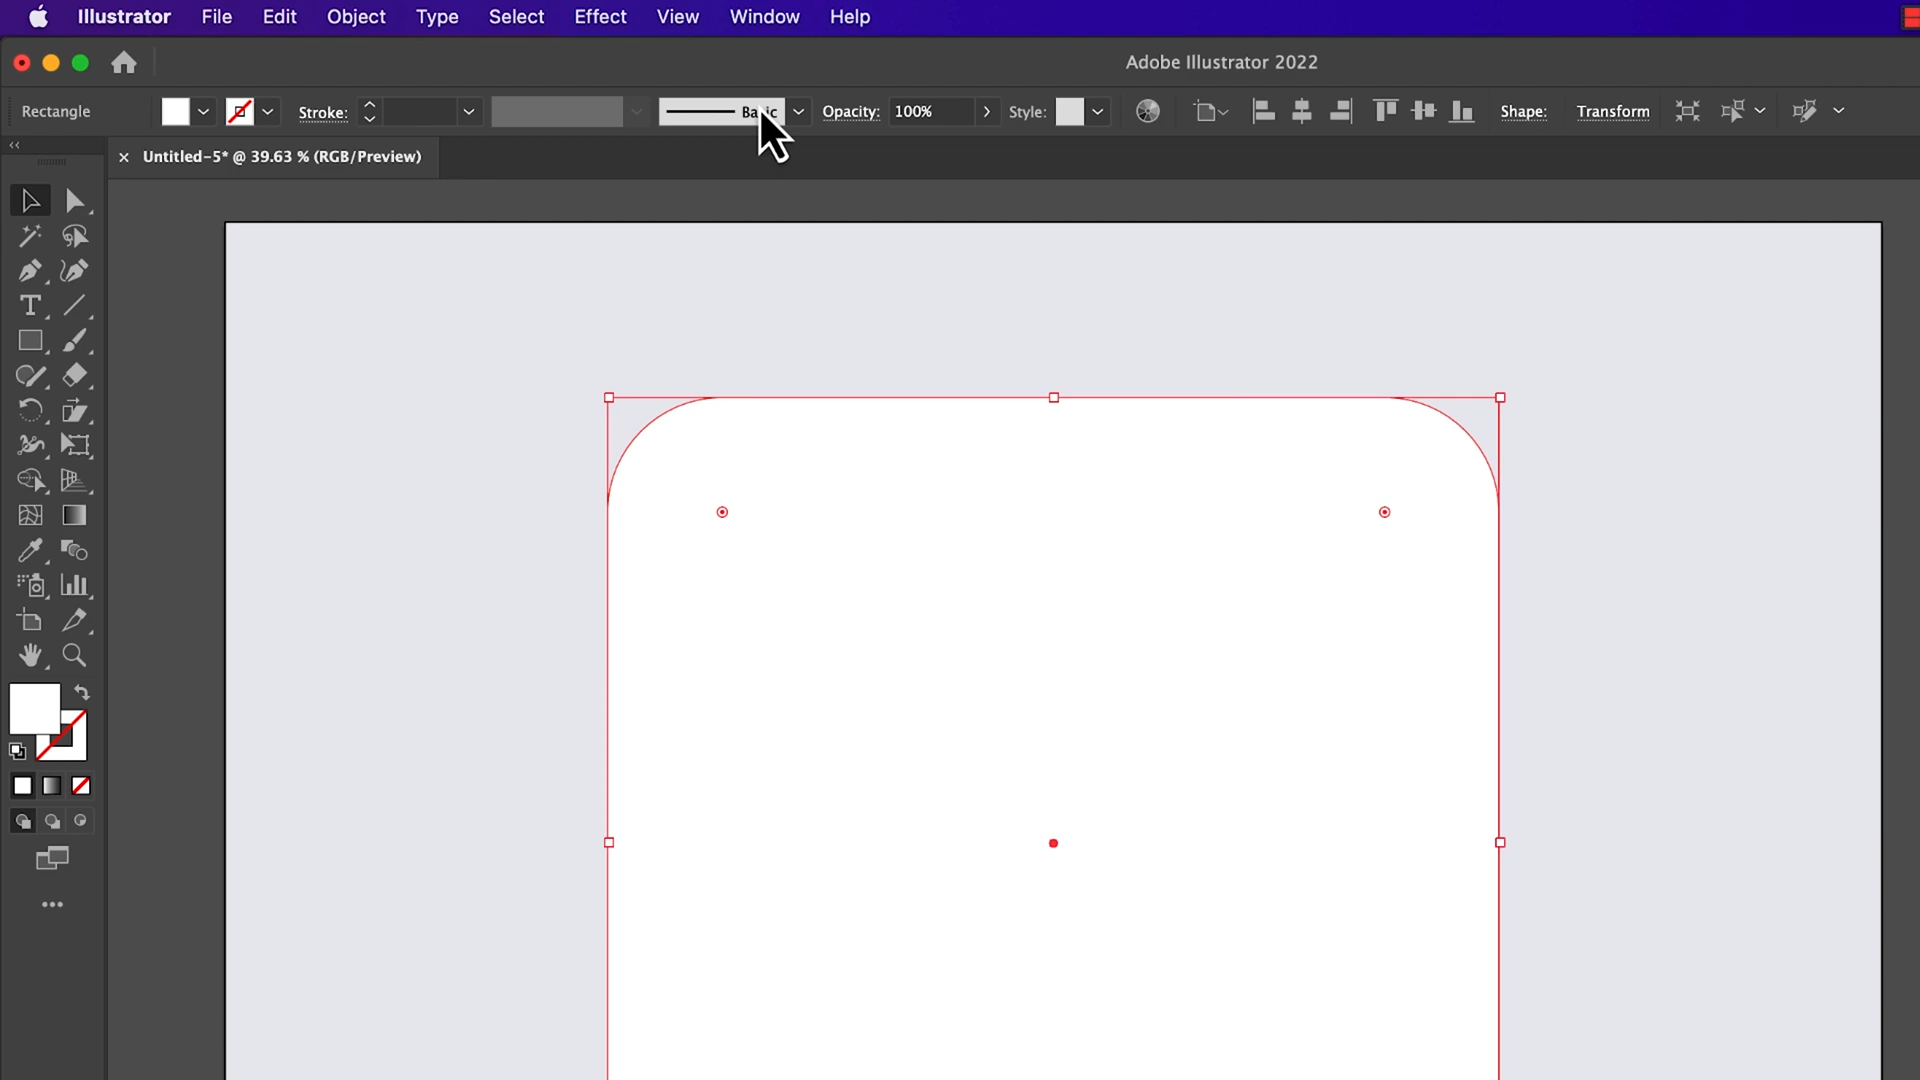 Illustrator File Edit Object Type Select Effect View Window Help
Adobe Illustrator 2022
Rectangle Stroke: Basic Opacity: 100% Style: Shape: Transform
Untitled-5* @ 39.63 % (RGB/Preview)